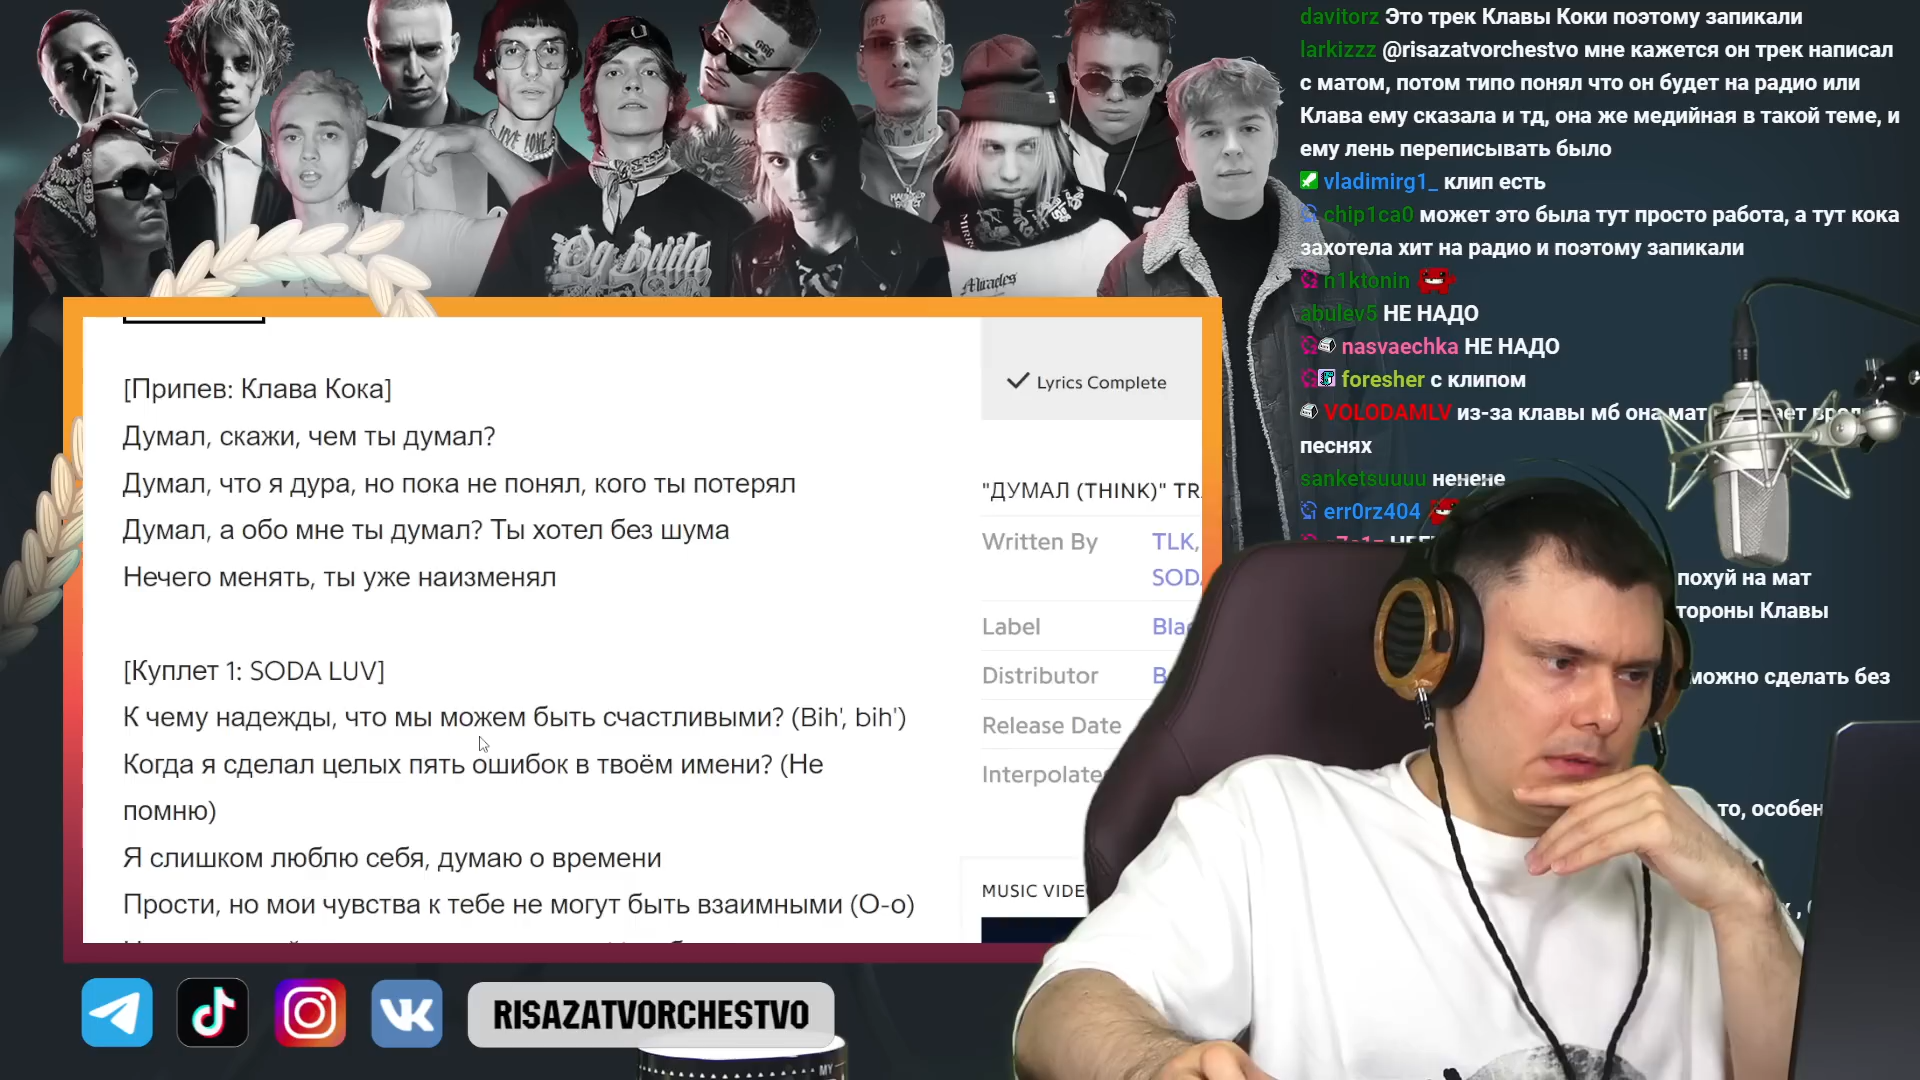 davitorz Это трек Клавы Коки поэтому запикали
larkizzz @risazatvorchestvo мне кажется он трек написал
с матом, потом типо понял что он будет на радио или
Клава ему сказала и тд, она же медийная в такой теме, и
ему лень переписывать было
vladimirg1_ клип есть
chip1ca0 может это была тут просто работа, а тут кока
захотела хит на радио и поэтому запикали
n1ktonin
abulev5 НЕ НАДО
nasvaechka НЕ НАДО
foresher с клипом
VOLODAMLV из-за клавы мб она мат
песнях
sanketsuuuu ненене
err0rz404
похуй на мат
тороны Клавы
можно сделать без
[Припев: Клава Кока]
Думал, скажи, чем ты думал?
Думал, что я дура, но пока не понял, кого ты потерял
Думал, а обо мне ты думал? Ты хотел без шума
Нечего менять, ты уже наизменял
[Куплет 1: SODA LUV]
К чему надежды, что мы можем быть счастливыми? (Bih', bih')
Когда я сделал целых пять ошибок в твоём имени? (Не
помню)
Я слишком люблю себя, думаю о времени
Прости, но мои чувства к тебе не могут быть взаимными (О-о)
Lyrics Complete
"ДУМАЛ (THINK)" TR
Written By TLK,
SOD
Label Bla
Distributor B
Release Date
Interpolate
MUSIC VIDE
RISAZATVORCHESTVO
MY